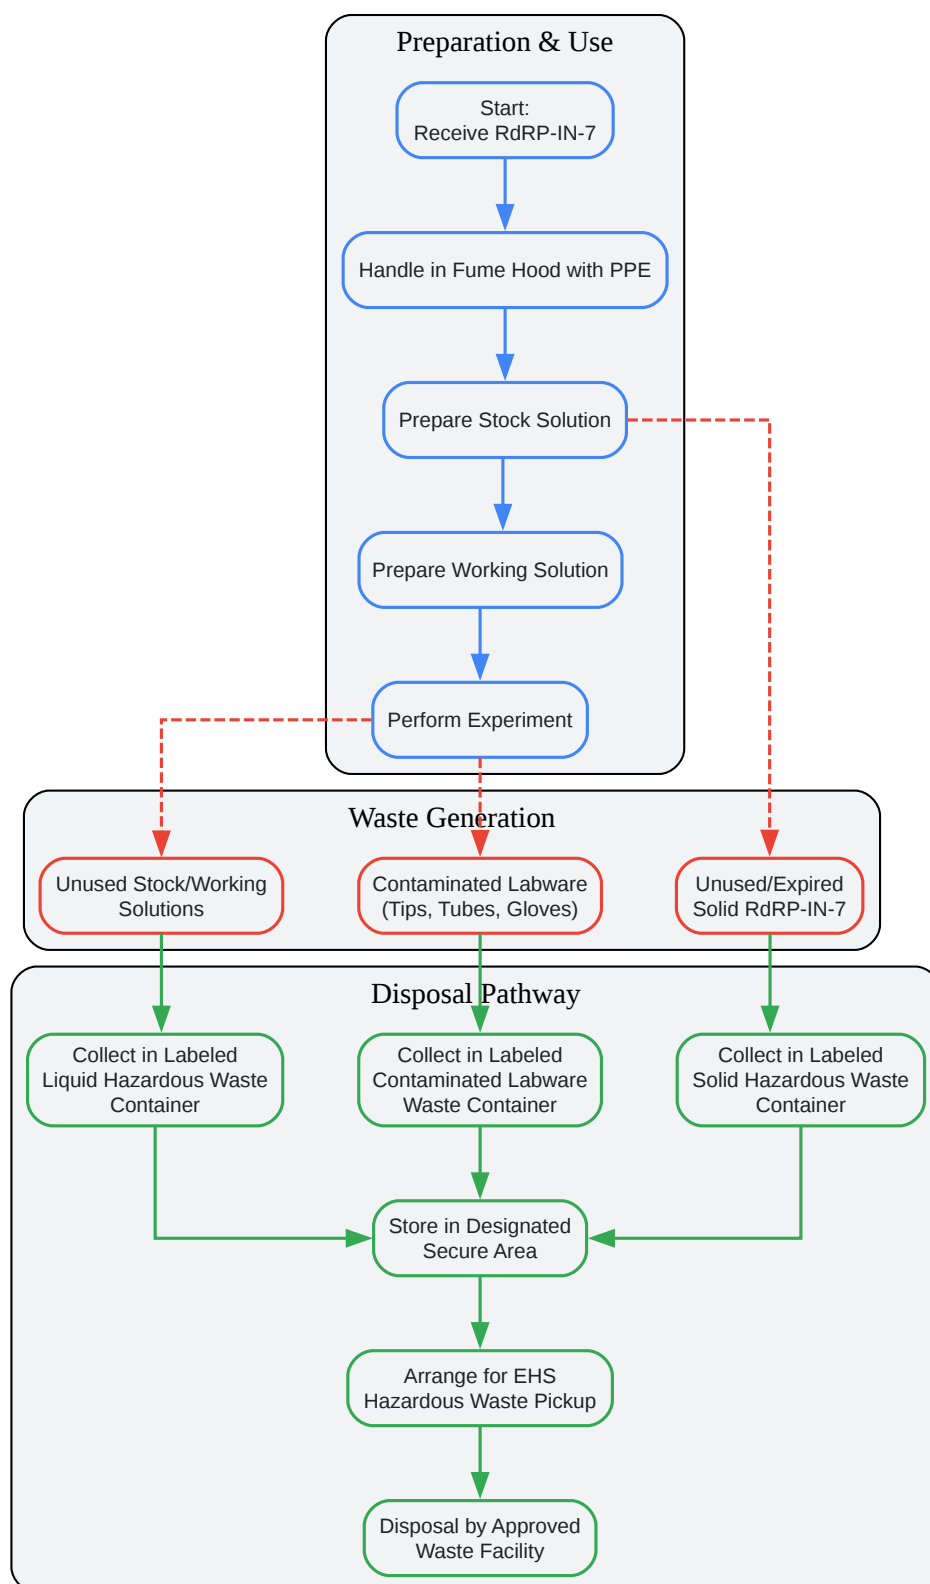 Preparation & Use
Start:
Receive RdRP-IN-7
Handle in Fume Hood with PPE
Prepare Stock Solution
Prepare Working Solution
Perform Experiment
Waste Generation
Unused Stock/Working
Solutions
Contaminated Labware
(Tips, Tubes, Gloves)
Unused/Expired
Solid RdRP-IN-7
Disposal Pathway
Collect in Labeled
Liquid Hazardous Waste
Container
Collect in Labeled
Contaminated Labware
Waste Container
Collect in Labeled
Solid Hazardous Waste
Container
Store in Designated
Secure Area
Arrange for EHS
Hazardous Waste Pickup
Disposal by Approved
Waste Facility